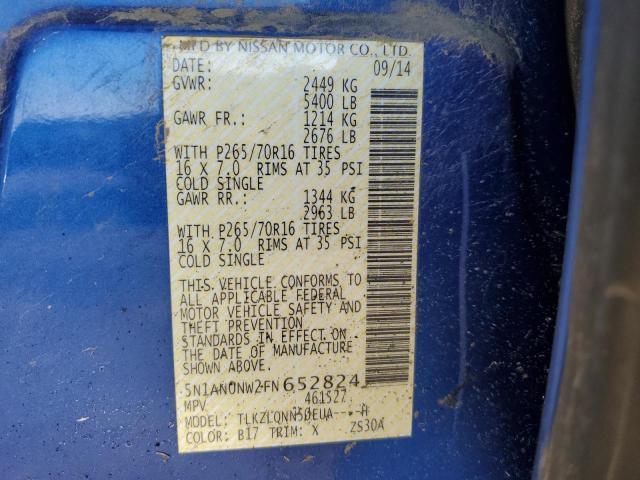 MFD BY NISSAN MOTOR CO., LTD.
DATE: 09/14
GVWR: 2449 KG
5400 LB
GAWR FR.: 1214 KG
2676 LB
WITH P265/70R16 TIRES
16 X 7.0 RIMS AT 35 PSI
COLD SINGLE
GAWR RR.: 1344 KG
2963 LB
WITH P265/70R16 TIRES
16 X 7.0 RIMS AT 35 PSI
COLD SINGLE
THIS VEHICLE CONFORMS TO
ALL APPLICABLE FEDERAL
MOTOR VEHICLE SAFETY AND
THEFT PREVENTION
STANDARDS IN EFFECT ON
THE DATE OF MANUFACTURE
SHOWN ABOVE.
5N1AN0NW2FN652824
MPV 461527
MODEL:
COLOR: B17 TRIM: X ZS30A